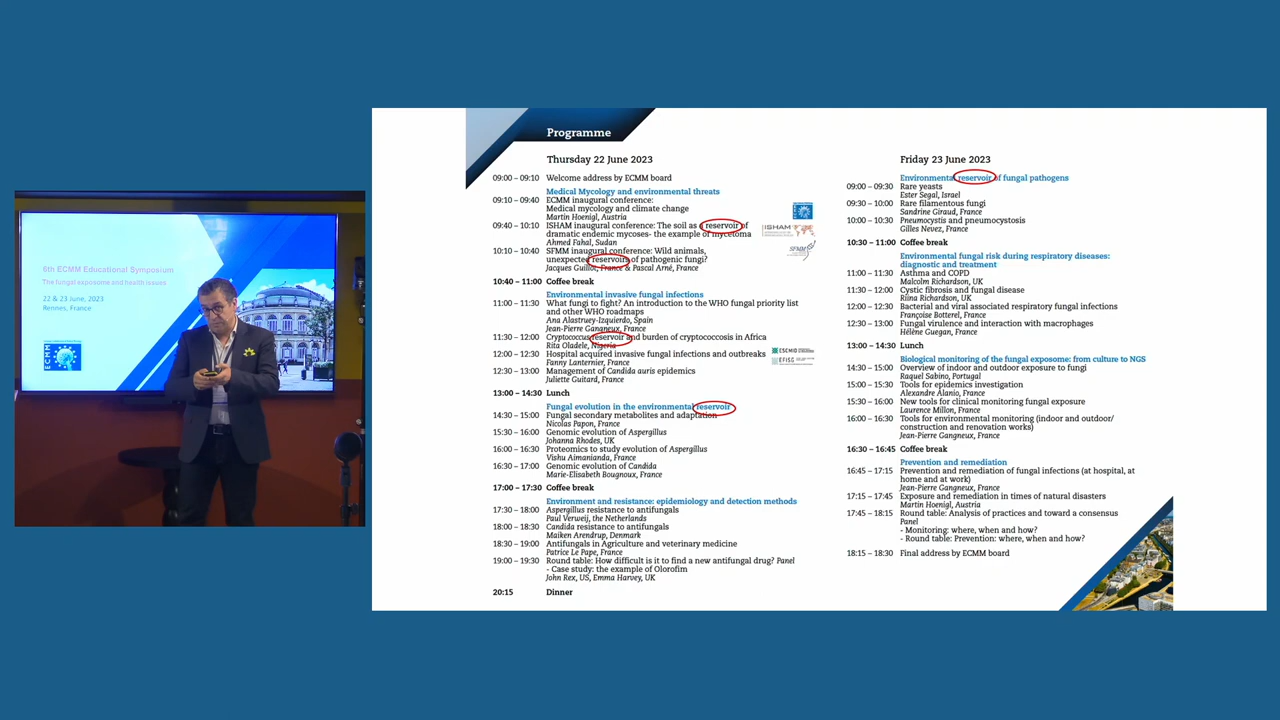 6th ECMM Educational Symposium
The fungal exposome and health issues
22 & 23 June, 2023
Rennes, France
ECMM
Programme
Thursday 22 June 2023
09:00 – 09:10 Welcome address by ECMM board
Medical Mycology and environmental threats
09:10 – 09:40 ECMM inaugural conference:
Medical mycology and climate change
Martin Hoenigl, Austria
09:40 – 10:10 ISHAM inaugural conference: The soil as a reservoir of
dramatic endemic mycoses- the example of mycetoma
Ahmed Fahal, Sudan
10:10 – 10:40 SFMM inaugural conference: Wild animals,
unexpected reservoirs of pathogenic fungi?
Jacques Guillot, France & Pascal Arné, France
ISHAM
SFMM
10:40 – 11:00 Coffee break
Environmental invasive fungal infections
11:00 – 11:30 What fungi to fight? An introduction to the WHO fungal priority list
and other WHO roadmaps
Ana Alastruey-Izquierdo, Spain
Jean-Pierre Gangneux, France
11:30 – 12:00 Cryptococcus reservoir and burden of cryptococcosis in Africa
Rita Oladele, Nigeria
12:00 – 12:30 Hospital acquired invasive fungal infections and outbreaks
Fanny Lanternier, France
12:30 – 13:00 Management of Candida auris epidemics
Juliette Guitard, France
ESCMID
EFISG
13:00 – 14:30 Lunch
Fungal evolution in the environmental reservoir
14:30 – 15:00 Fungal secondary metabolites and adaptation
Nicolas Papon, France
15:30 – 16:00 Genomic evolution of Aspergillus
Johanna Rhodes, UK
16:00 – 16:30 Proteomics to study evolution of Aspergillus
Vishu Aimanianda, France
16:30 – 17:00 Genomic evolution of Candida
Marie-Elisabeth Bougnoux, France
17:00 – 17:30 Coffee break
Environment and resistance: epidemiology and detection methods
17:30 – 18:00 Aspergillus resistance to antifungals
Paul Verweij, the Netherlands
18:00 – 18:30 Candida resistance to antifungals
Maiken Arendrup, Denmark
18:30 – 19:00 Antifungals in Agriculture and veterinary medicine
Patrice Le Pape, France
19:00 – 19:30 Round table: How difficult is it to find a new antifungal drug? Panel
- Case study: the example of Olorofim
John Rex, US, Emma Harvey, UK
20:15 Dinner
Friday 23 June 2023
Environmental reservoir of fungal pathogens
09:00 – 09:30 Rare yeasts
Ester Segal, Israel
09:30 – 10:00 Rare filamentous fungi
Sandrine Giraud, France
10:00 – 10:30 Pneumocystis and pneumocystosis
Gilles Nevez, France
10:30 – 11:00 Coffee break
Environmental fungal risk during respiratory diseases:
diagnostic and treatment
11:00 – 11:30 Asthma and COPD
Malcolm Richardson, UK
11:30 – 12:00 Cystic fibrosis and fungal disease
Riina Richardson, UK
12:00 – 12:30 Bacterial and viral associated respiratory fungal infections
Françoise Botterel, France
12:30 – 13:00 Fungal virulence and interaction with macrophages
Hélène Guegan, France
13:00 – 14:30 Lunch
Biological monitoring of the fungal exposome: from culture to NGS
14:30 – 15:00 Overview of indoor and outdoor exposure to fungi
Raquel Sabino, Portugal
15:00 – 15:30 Tools for epidemics investigation
Alexandre Alanio, France
15:30 – 16:00 New tools for clinical monitoring fungal exposure
Laurence Millon, France
16:00 – 16:30 Tools for environmental monitoring (indoor and outdoor/
construction and renovation works)
Jean-Pierre Gangneux, France
16:30 – 16:45 Coffee break
Prevention and remediation
16:45 – 17:15 Prevention and remediation of fungal infections (at hospital, at
home and at work)
Jean-Pierre Gangneux, France
17:15 – 17:45 Exposure and remediation in times of natural disasters
Martin Hoenigl, Austria
17:45 – 18:15 Round table: Analysis of practices and toward a consensus
Panel
- Monitoring: where, when and how?
- Round table: Prevention: where, when and how?
18:15 – 18:30 Final address by ECMM board